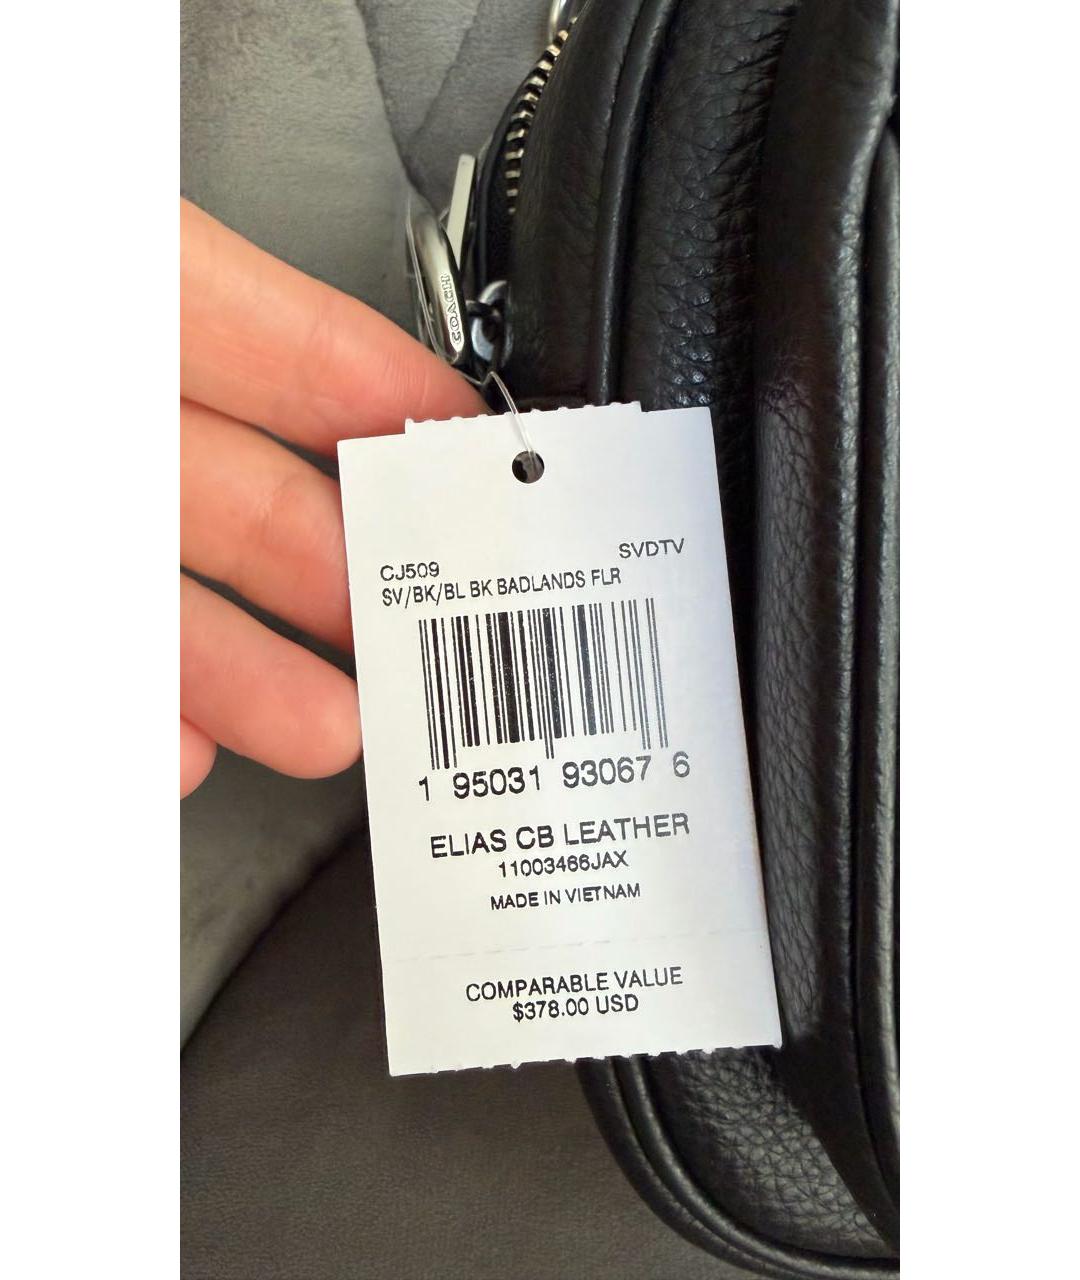 COACH
SVDTV
CJ509
SV/BK/BL BK BADLANDS FLR
1 95031 93067 6
ELIAS CB LEATHER
11003466JAX
MADE IN VIETNAM
COMPARABLE VALUE
$378.00 USD